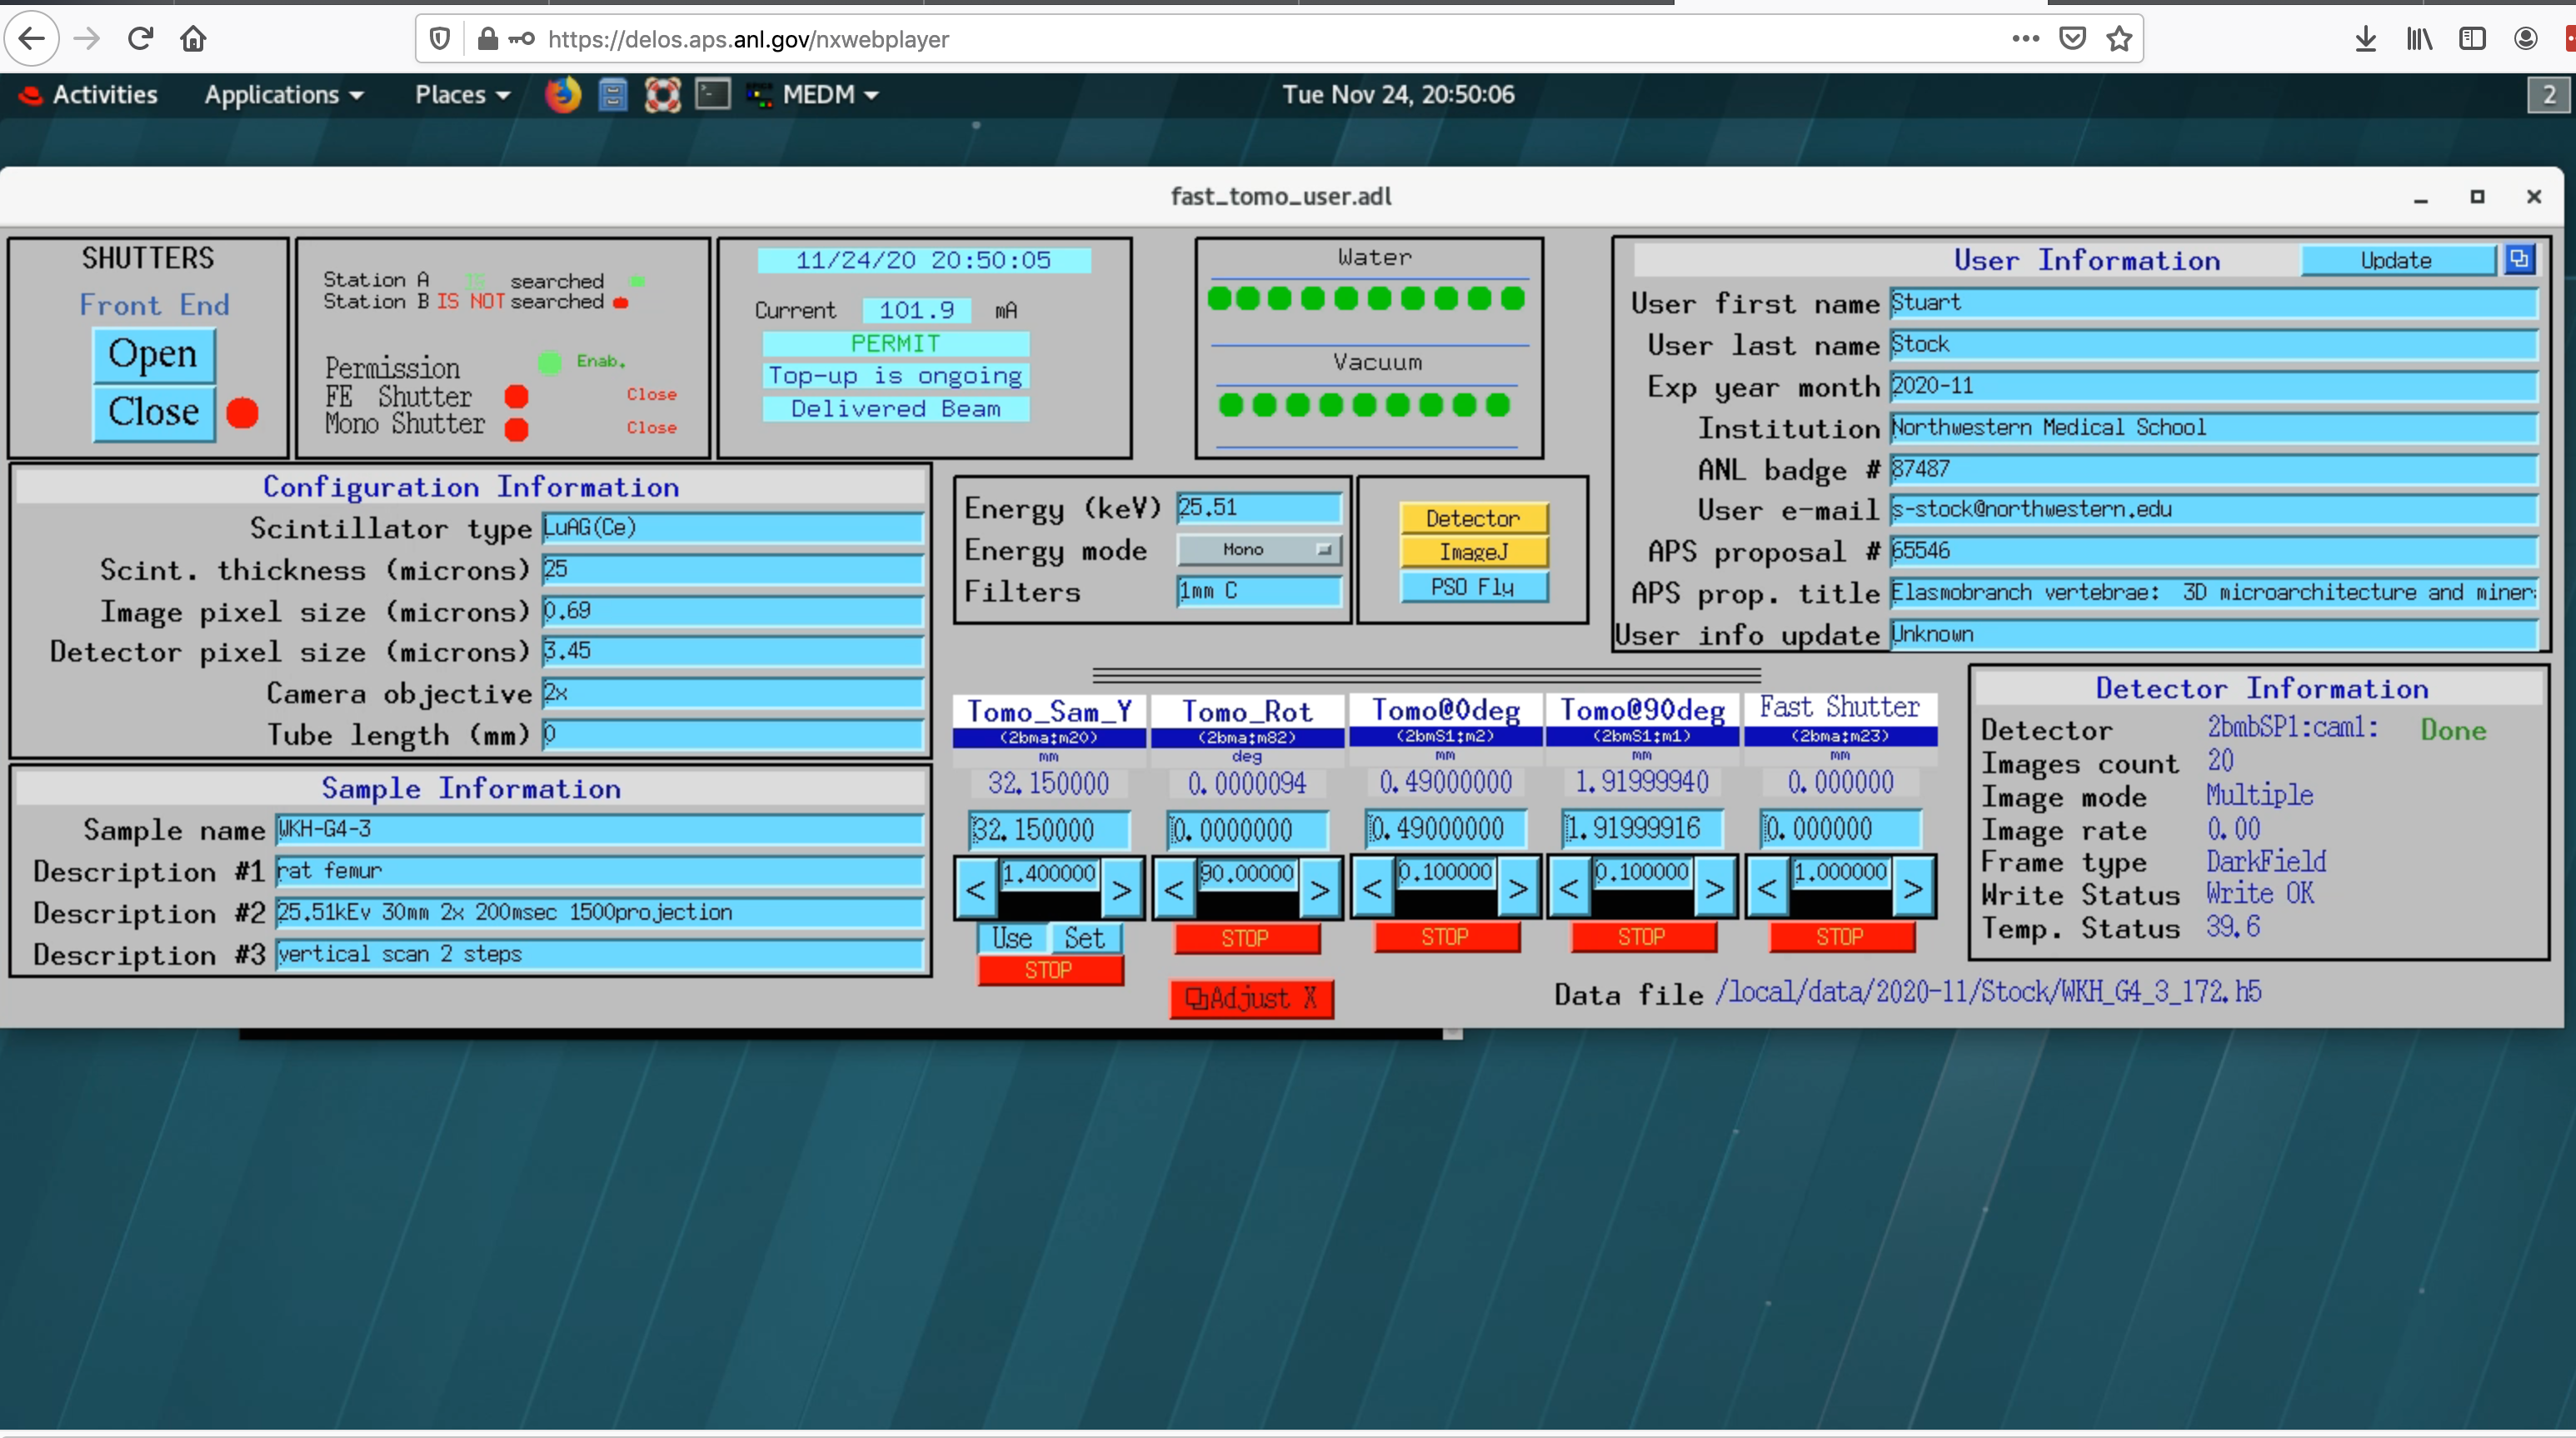 https://delos.aps.anl.gov/nxwebplayer
Activities Applications Places MEDM Tue Nov 24, 20:50:06 2
fast_tomo_user.adl
SHUTTERS
Front End
Open
Close
Station A IS searched
Station B IS NOT searched
Permission Enab.
FE Shutter Close
Mono Shutter Close
11/24/20 20:50:05
Current 101.9 mA
PERMIT
Top-up is ongoing
Delivered Beam
Water
Vacuum
User Information Update
User first name Stuart
User last name Stock
Exp year month 2020-11
Institution Northwestern Medical School
ANL badge # 87487
User e-mail s-stock@northwestern.edu
APS proposal # 65546
APS prop. title Elasmobranch vertebrae: 3D microarchitecture and miner
User info update Unknown
Configuration Information
Scintillator type LuAG(Ce)
Scint. thickness (microns) 25
Image pixel size (microns) 0.69
Detector pixel size (microns) 3.45
Camera objective 2x
Tube length (mm) 0
Energy (keV) 25.51
Energy mode Mono
Filters 1mm C
Detector
ImageJ
PSO Fly
Sample Information
Sample name WKH-G4-3
Description #1 rat femur
Description #2 25.51kEv 30mm 2x 200msec 1500projection
Description #3 vertical scan 2 steps
Tomo_Sam_Y Tomo_Rot Tomo@0deg Tomo@90deg Fast Shutter
(2bma:m20) (2bma:m82) (2bmS1:m2) (2bmS1:m1) (2bma:m23)
mm deg mm mm mm
32.150000 0.0000094 0.49000000 1.91999940 0.000000
32.150000 0.0000000 0.49000000 1.91999916 0.000000
< 1.400000 > < 90.00000 > < 0.100000 > < 0.100000 > < 1.000000 >
Use Set STOP STOP STOP STOP
STOP
Adjust X
Detector Information
Detector 2bmbSP1:cam1: Done
Images count 20
Image mode Multiple
Image rate 0.00
Frame type DarkField
Write Status Write OK
Temp. Status 39.6
Data file /local/data/2020-11/Stock/WKH_G4_3_172.h5